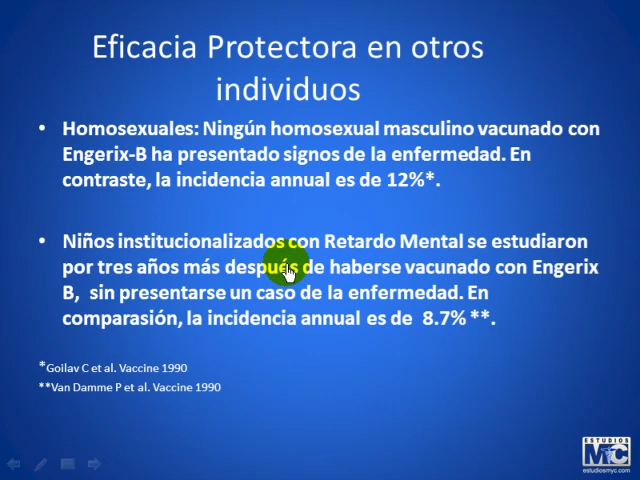 Eficacia Protectora en otros
individuos
• Homosexuales: Ningún homosexual masculino vacunado con
Engerix-B ha presentado signos de la enfermedad. En
contraste, la incidencia annual es de 12%*.
• Niños institucionalizados con Retardo Mental se estudiaron
por tres años más después de haberse vacunado con Engerix
B, sin presentarse un caso de la enfermedad. En
comparasión, la incidencia annual es de 8.7% **.
*Goilav C et al. Vaccine 1990
**Van Damme P et al. Vaccine 1990
ESTUDIOS
MyC
estudiosmyc.com